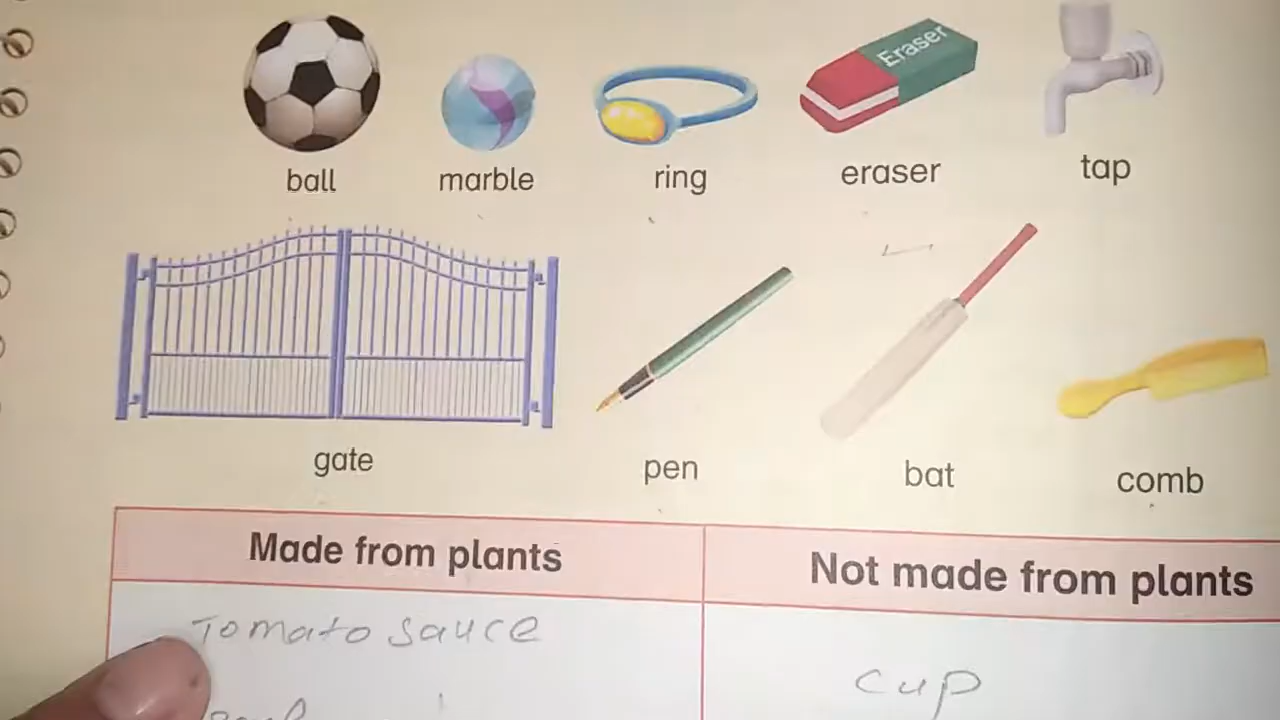 Eraser
ball marble ring eraser tap
gate pen bat comb
Made from plants Not made from plants
Tomato sauce
cup